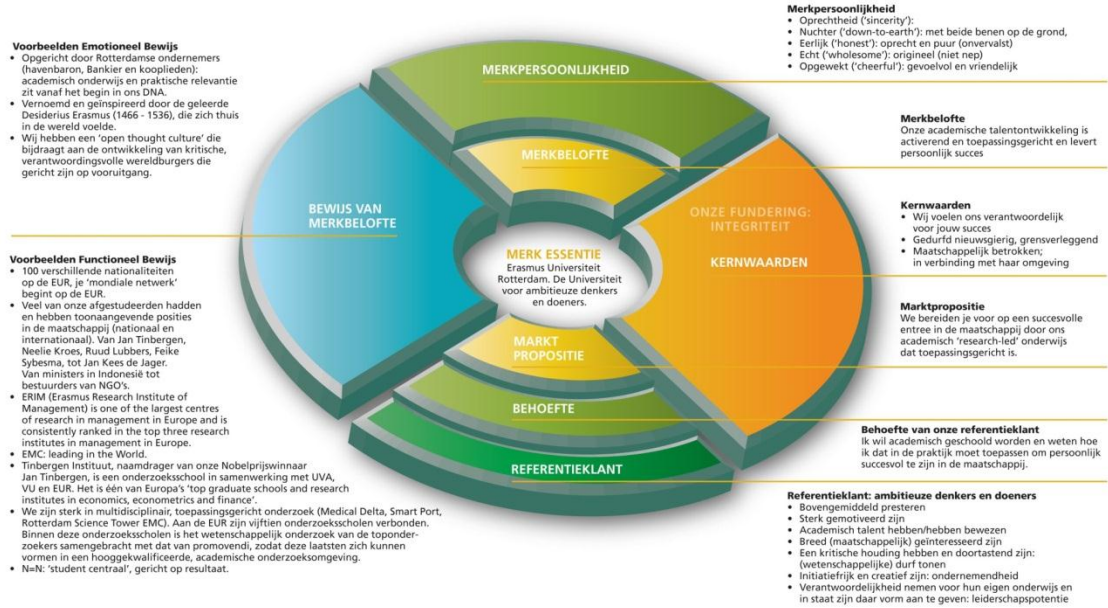 Voorbeelden Emotioneel Bewijs
• Opgericht door Rotterdamse ondernemers
(havenbaron, Bankier en kooplieden):
academisch onderwijs en praktische relevantie
zit vanaf het begin in ons DNA.
• Vernoemd en geïnspireerd door de geleerde
Desiderius Erasmus (1466 - 1536), die zich thuis
in de wereld voelde.
• Wij hebben een ‘open thought culture’ die
bijdraagt aan de ontwikkeling van kritische,
verantwoordingsvolle wereldburgers die
gericht zijn op vooruitgang.
Voorbeelden Functioneel Bewijs
• 100 verschillende nationaliteiten
op de EUR, je ‘mondiale netwerk’
begint op de EUR.
• Veel van onze afgestudeerden hadden
en hebben toonaangevende posities
in de maatschappij (nationaal en
internationaal). Van Jan Tinbergen,
Neelie Kroes, Ruud Lubbers, Feike
Sybesma, tot Jan Kees de Jager.
Van ministers in Indonesië tot
bestuurders van NGO’s.
• ERIM (Erasmus Research Institute of
Management) is one of the largest centres
of research in management in Europe and is
consistently ranked in the top three research
institutes in management in Europe.
• EMC: leading in the World.
• Tinbergen Instituut, naamdrager van onze Nobelprijswinnaar
Jan Tinbergen, is een onderzoeksschool in samenwerking met UVA,
VU en EUR. Het is één van Europa’s ‘top graduate schools and research
institutes in economics, econometrics and finance’.
• We zijn sterk in multidisciplinair, toepassingsgericht onderzoek (Medical Delta, Smart Port,
Rotterdam Science Tower EMC). Aan de EUR zijn vijftien onderzoeksscholen verbonden.
Binnen deze onderzoeksscholen is het wetenschappelijk onderzoek van de toponder-
zoekers samengebracht met dat van promovendi, zodat deze laatsten zich kunnen
vormen in een hooggekwalificeerde, academische onderzoeksomgeving.
• N=N: ‘student centraal’, gericht op resultaat.
MERKPERSOONLIJKHEID
MERKBELOFTE
BEWIJS VAN
MERKBELOFTE
ONZE FUNDERING:
INTEGRITEIT
KERNWAARDEN
MERK ESSENTIE
Erasmus Universiteit
Rotterdam. De Universiteit
voor ambitieuze denkers
en doeners.
MARKT
PROPOSITIE
BEHOEFTE
REFERENTIEKLANT
Merkpersoonlijkheid
• Oprechtheid (‘sincerity’):
• Nuchter (‘down-to-earth’): met beide benen op de grond,
• Eerlijk (‘honest’): oprecht en puur (onvervalst)
• Echt (‘wholesome’): origineel (niet nep)
• Opgewekt (‘cheerful’): gevoelvol en vriendelijk
Merkbelofte
Onze academische talentontwikkeling is
activerend en toepassingsgericht en levert
persoonlijk succes
Kernwaarden
• Wij voelen ons verantwoordelijk
voor jouw succes
• Gedurfd nieuwsgierig, grensverleggend
• Maatschappelijk betrokken;
in verbinding met haar omgeving
Marktpropositie
We bereiden je voor op een succesvolle
entree in de maatschappij door ons
academisch ‘research-led’ onderwijs
dat toepassingsgericht is.
Behoefte van onze referentieklant
Ik wil academisch geschoold worden en weten hoe
ik dat in de praktijk moet toepassen om persoonlijk
succesvol te zijn in de maatschappij.
Referentieklant: ambitieuze denkers en doeners
• Bovengemiddeld presteren
• Sterk gemotiveerd zijn
• Academisch talent hebben/hebben bewezen
• Breed (maatschappelijk) geïnteresseerd zijn
• Een kritische houding hebben en doortastend zijn:
(wetenschappelijke) durf tonen
• Initiatiefrijk en creatief zijn: ondernemendheid
• Verantwoordelijkheid nemen voor hun eigen onderwijs en
in staat zijn daar vorm aan te geven: leiderschapspotentie